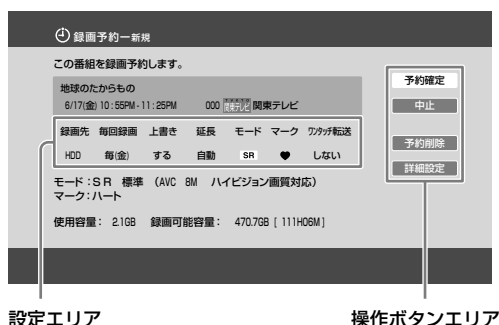 録画予約ー新規
この番組を録画予約します。
地球のたからもの
6/17(金) 10:55PM-11:25PM 000 関東テレビ 関東テレビ
録画先 毎回録画 上書き 延長 モード マーク ワンタッチ転送
HDD 毎(金) する 自動 SR ♥ しない
モード:SR 標準 (AVC 8M ハイビジョン画質対応)
マーク:ハート
使用容量: 2.1GB 録画可能容量: 470.7GB [ 111H06M ]
予約確定
中止
予約削除
詳細設定
設定エリア
操作ボタンエリア